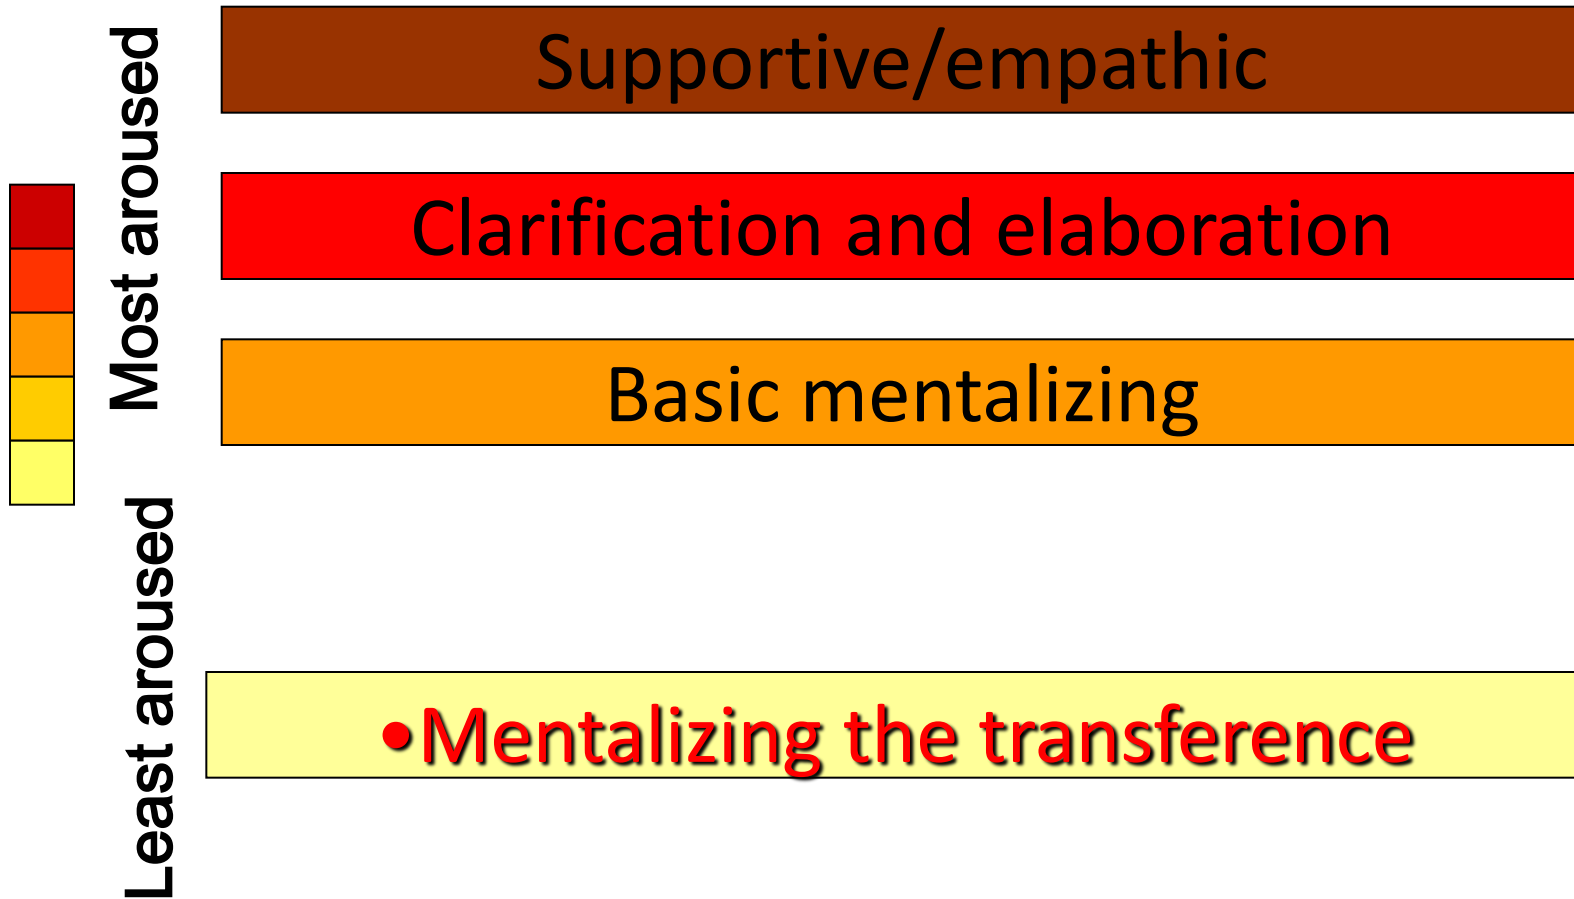 Most aroused
Supportive/empathic
Clarification and elaboration
Basic mentalizing
Least aroused
•Mentalizing the transference